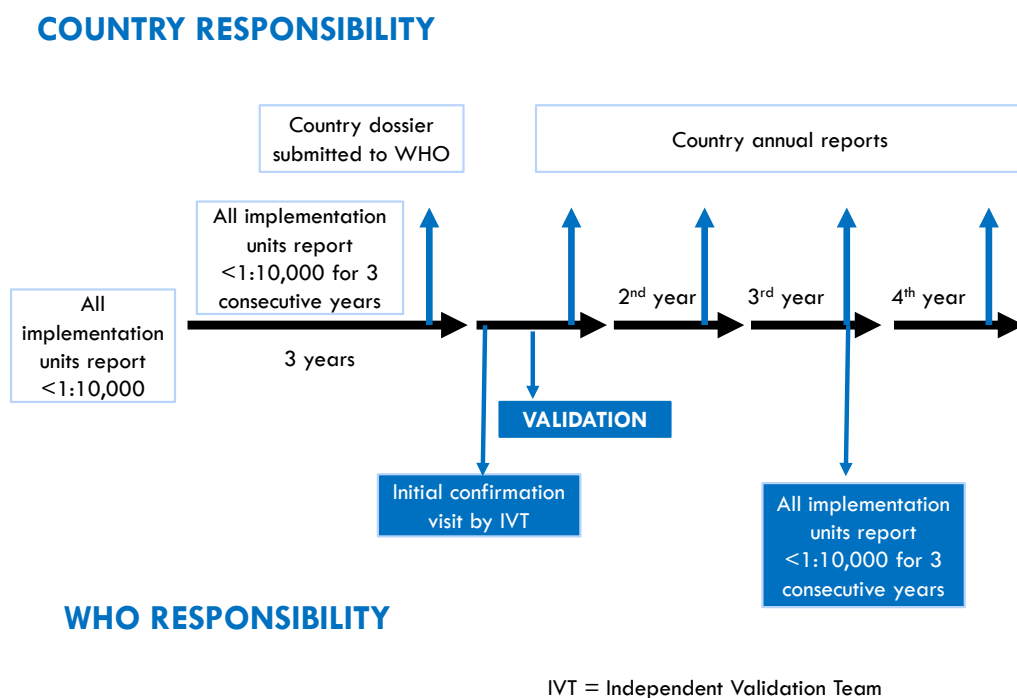 COUNTRY RESPONSIBILITY
Country dossier
submitted to WHO
Country annual reports
All implementation
units report
<1:10,000 for 3
consecutive years
All
implementation
units report
<1:10,000
3 years
2nd year
3rd year
4th year
VALIDATION
Initial confirmation
visit by IVT
All implementation
units report
<1:10,000 for 3
consecutive years
WHO RESPONSIBILITY
IVT = Independent Validation Team